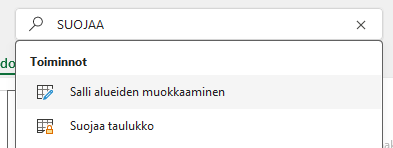 SUOJAA
Toiminnot
do
Salli alueiden muokkaaminen
Suojaa taulukko